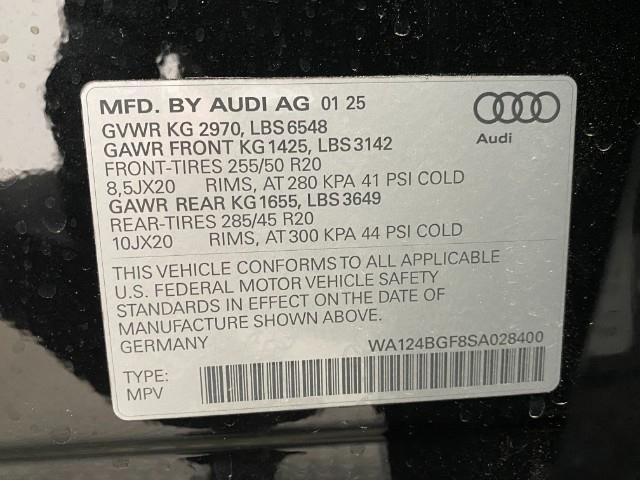 MFD. BY AUDI AG 01 25
GVWR KG 2970, LBS 6548
GAWR FRONT KG 1425, LBS 3142
FRONT-TIRES 255/50 R20
8,5JX20 RIMS, AT 280 KPA 41 PSI COLD
GAWR REAR KG 1655, LBS 3649
REAR-TIRES 285/45 R20
10JX20 RIMS, AT 300 KPA 44 PSI COLD
Audi
THIS VEHICLE CONFORMS TO ALL APPLICABLE
U.S. FEDERAL MOTOR VEHICLE SAFETY
STANDARDS IN EFFECT ON THE DATE OF
MANUFACTURE SHOWN ABOVE.
GERMANY WA124BGF8SA028400
TYPE:
MPV